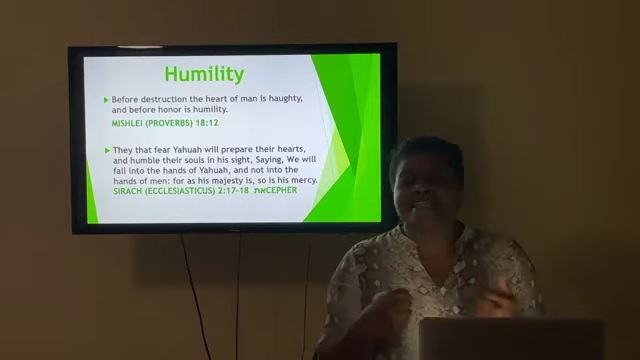 Humility
Before destruction the heart of man is haughty,
and before honor is humility.
MISHLEI (PROVERBS) 18:12
They that fear Yahuah will prepare their hearts,
and humble their souls in his sight, Saying, We will
fall into the hands of Yahuah, and not into the
hands of men: for as his majesty is, so is his mercy.
SIRACH (ECCLESIASTICUS) 2:17-18 את CEPHER